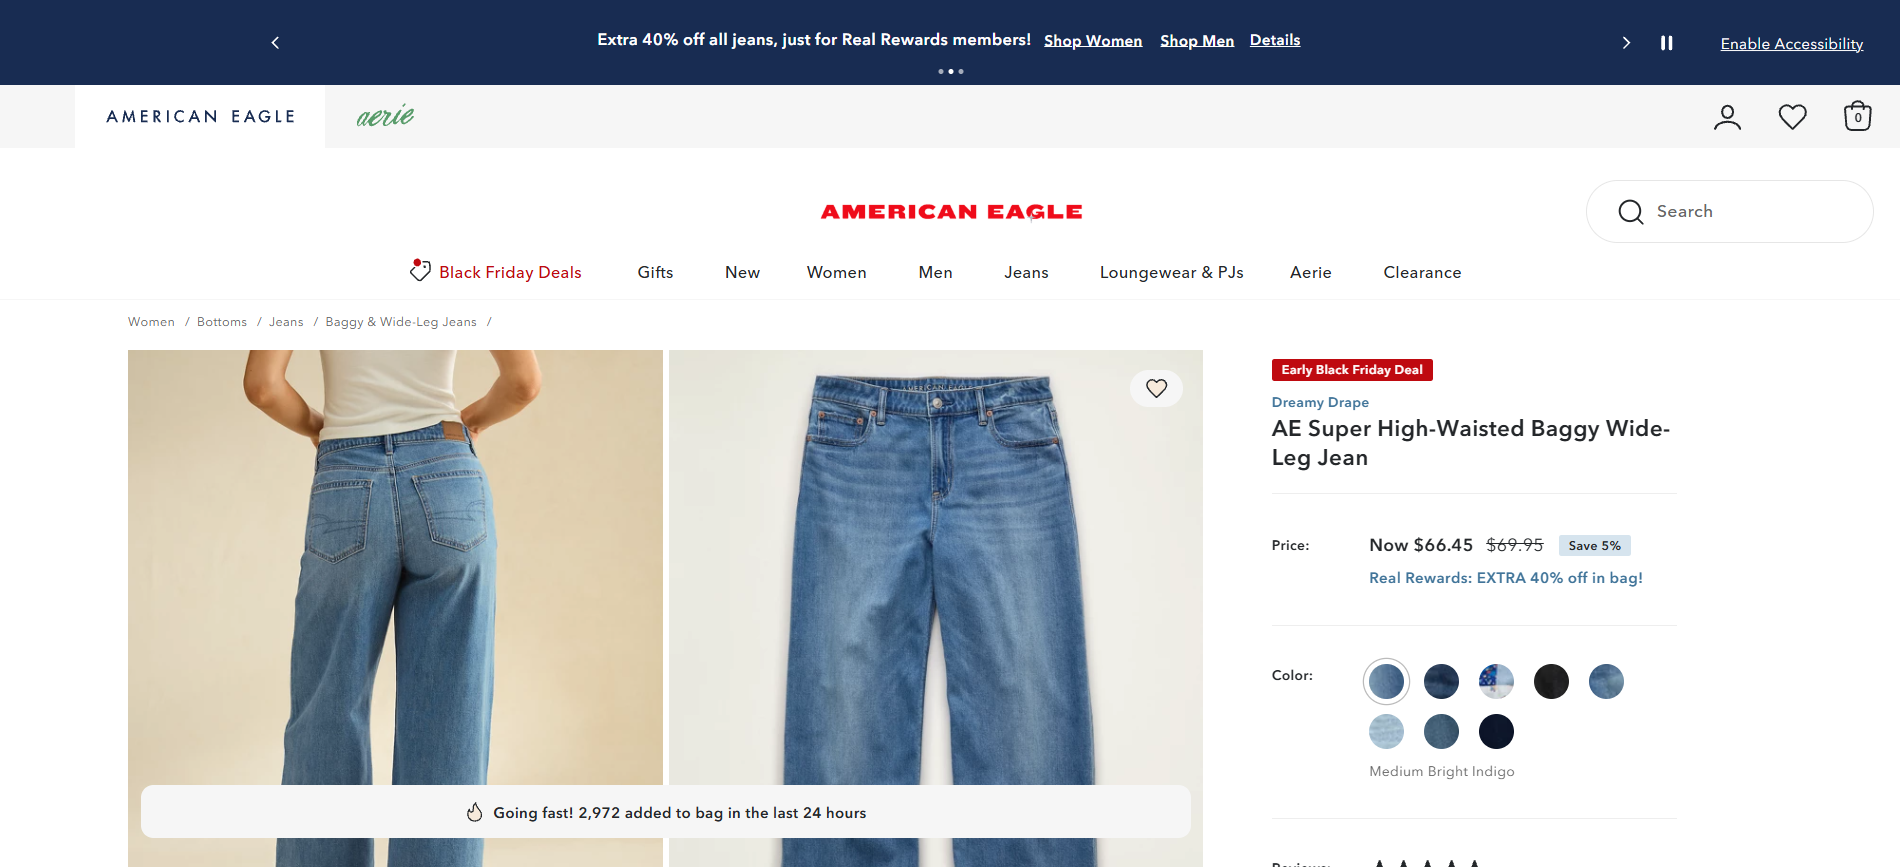 Extra 40% off all jeans, just for Real Rewards members! Shop Women Shop Men Details
Enable Accessibility
AMERICAN EAGLE
aerie
0
AMERICAN EAGLE
Search
Black Friday Deals
Gifts
New
Women
Men
Jeans
Loungewear & PJs
Aerie
Clearance
Women / Bottoms / Jeans / Baggy & Wide-Leg Jeans /
AMERICAN EAGLE
Early Black Friday Deal
Dreamy Drape
AE Super High-Waisted Baggy Wide-
Leg Jean
Price: Now $66.45 $69.95 Save 5%
Real Rewards: EXTRA 40% off in bag!
Color:
Medium Bright Indigo
Going fast! 2,972 added to bag in the last 24 hours